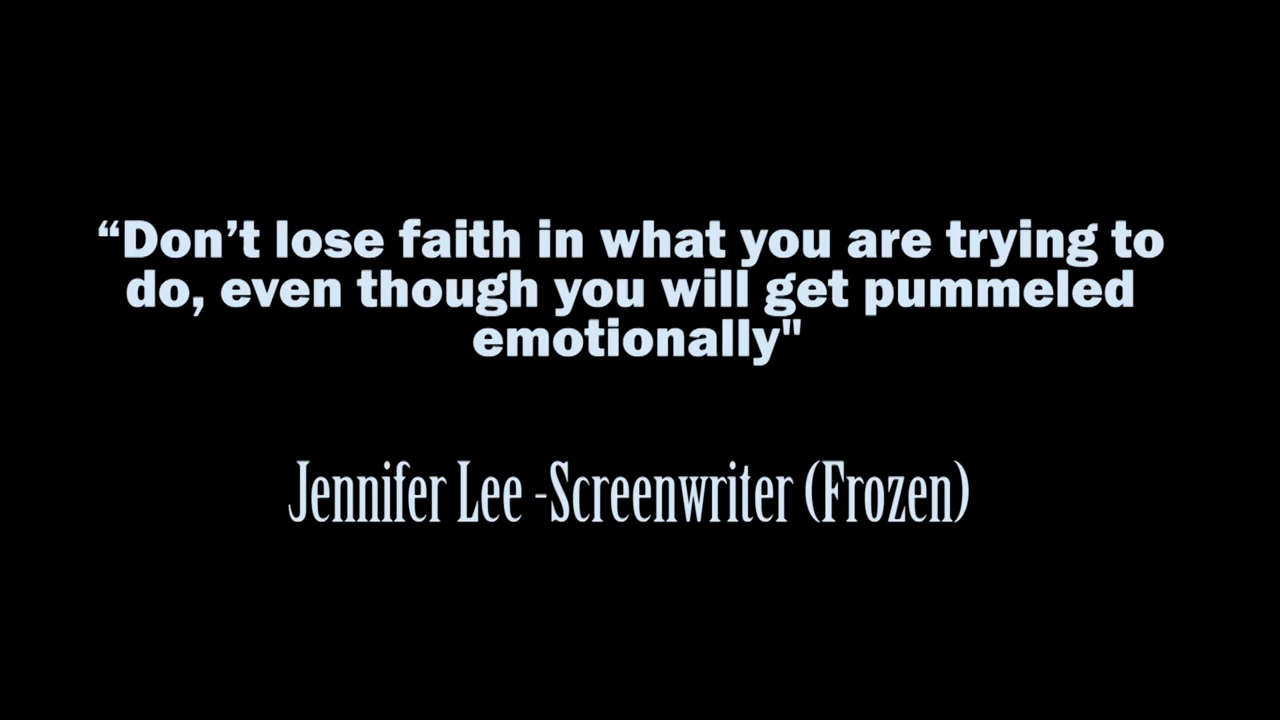 “Don’t lose faith in what you are trying to
do, even though you will get pummeled
emotionally"
Jennifer Lee -Screenwriter (Frozen)